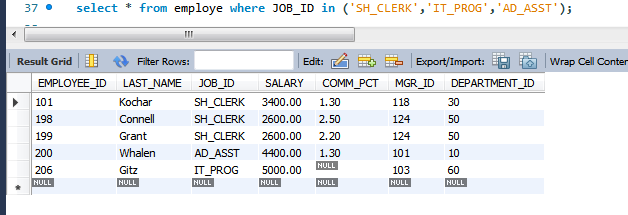 37 select * from employe where JOB_ID in ('SH_CLERK','IT_PROG','AD_ASST');
Result Grid Filter Rows: Edit: Export/Import: Wrap Cell Conten
EMPLOYEE_ID LAST_NAME JOB_ID SALARY COMM_PCT MGR_ID DEPARTMENT_ID
101 Kochar SH_CLERK 3400.00 1.30 118 30
198 Connell SH_CLERK 2600.00 2.50 124 50
199 Grant SH_CLERK 2600.00 2.20 124 50
200 Whalen AD_ASST 4400.00 1.30 101 10
206 Gitz IT_PROG 5000.00 NULL 103 60
NULL NULL NULL NULL NULL NULL NULL